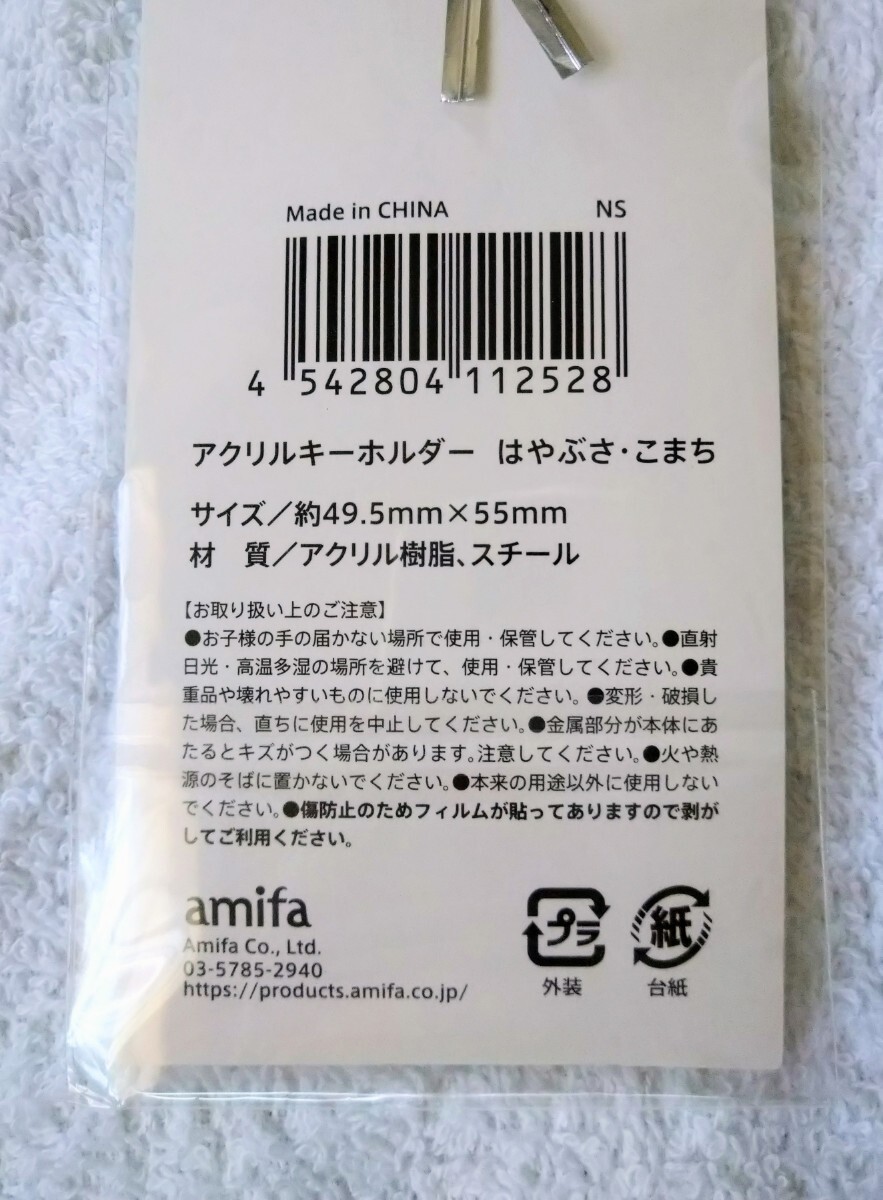 Made in CHINA NS
4 542804 112528
アクリルキーホルダー はやぶさ・こまち
サイズ／約49.5mm×55mm
材 質／アクリル樹脂、スチール
【お取り扱い上のご注意】
●お子様の手の届かない場所で使用・保管してください。●直射
日光・高温多湿の場所を避けて、使用・保管してください。●貴
重品や壊れやすいものに使用しないでください。●変形・破損し
た場合、直ちに使用を中止してください。●金属部分が本体にあ
たるとキズがつく場合があります。注意してください。●火や熱
源のそばに置かないでください。●本来の用途以外に使用しない
でください。●傷防止のためフィルムが貼ってありますので剥が
してご利用ください。
amifa
Amifa Co., Ltd.
03-5785-2940
https://products.amifa.co.jp/
プラ
外装
紙
台紙